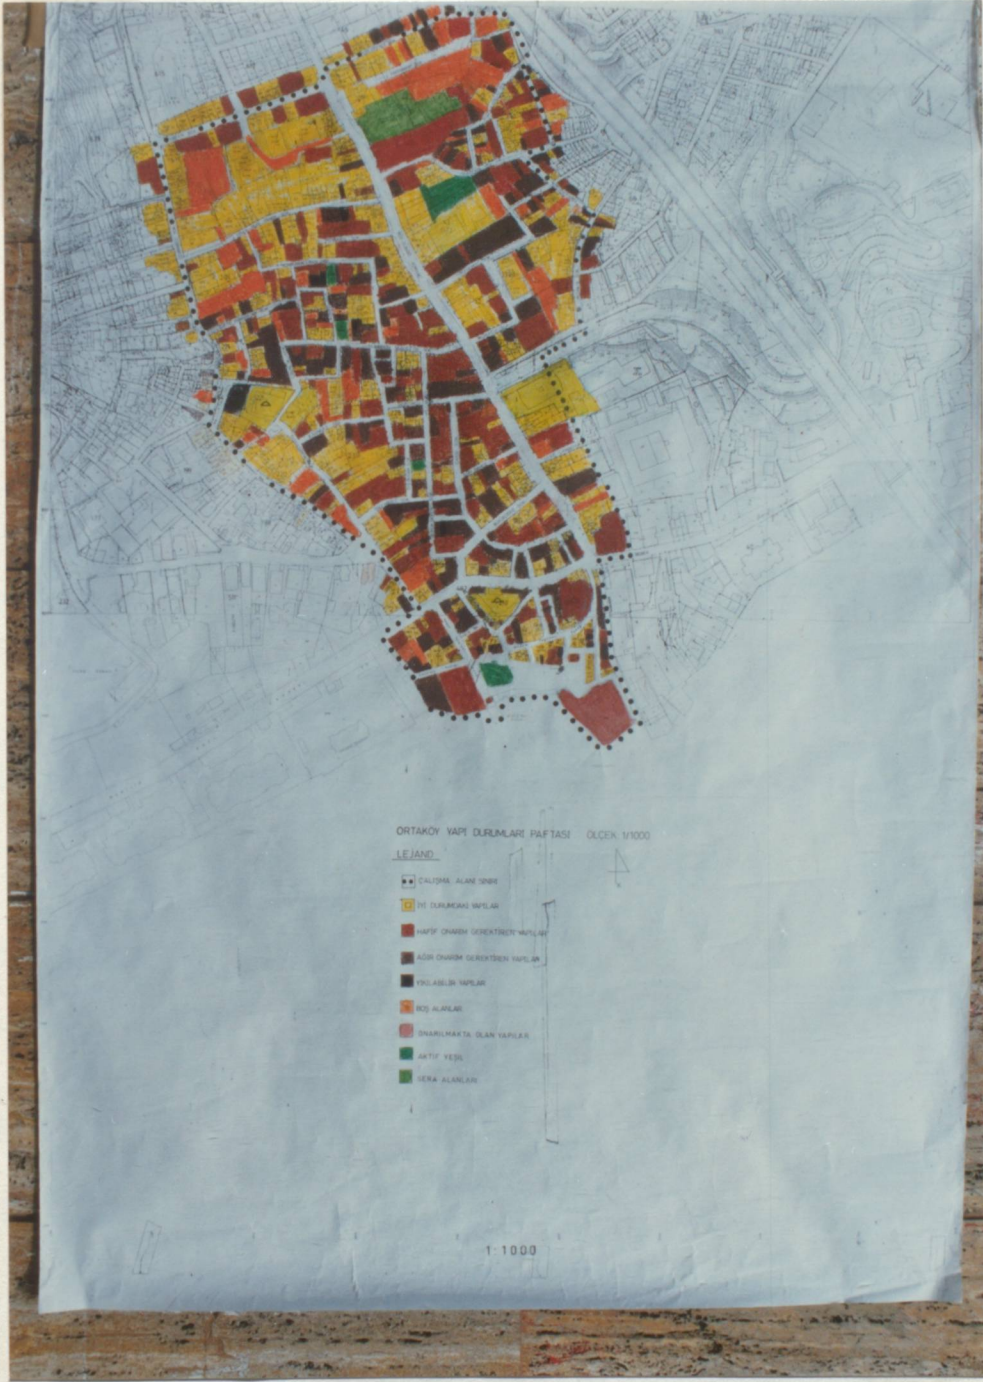 ORTAKÖY YAPI DURUMLARI PAFTASI ÖLÇEK 1/1000
LEJAND
ÇALIŞMA ALANI SINIRI
İYİ DURUMDAKİ YAPILAR
HAFİF ONARIM GEREKTİREN YAPILAR
AĞIR ONARIM GEREKTİREN YAPILAR
YIKILABİLİR YAPILAR
BOŞ ALANLAR
ONARILMAKTA OLAN YAPILAR
AKTİF YEŞİL
SERA ALANLARI
1:1000